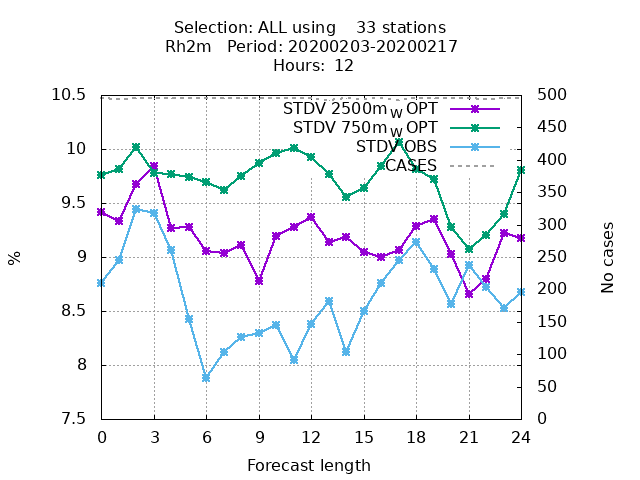 Selection: ALL using    33 stations
Rh2m   Period: 20200203-20200217
Hours:  12
STDV 2500m_W OPT
STDV 750m_W OPT
STDV OBS
CASES
10.5
10
9.5
9
8.5
8
7.5
%
500
450
400
350
300
250
200
150
100
50
0
No cases
0 3 6 9 12 15 18 21 24
Forecast length